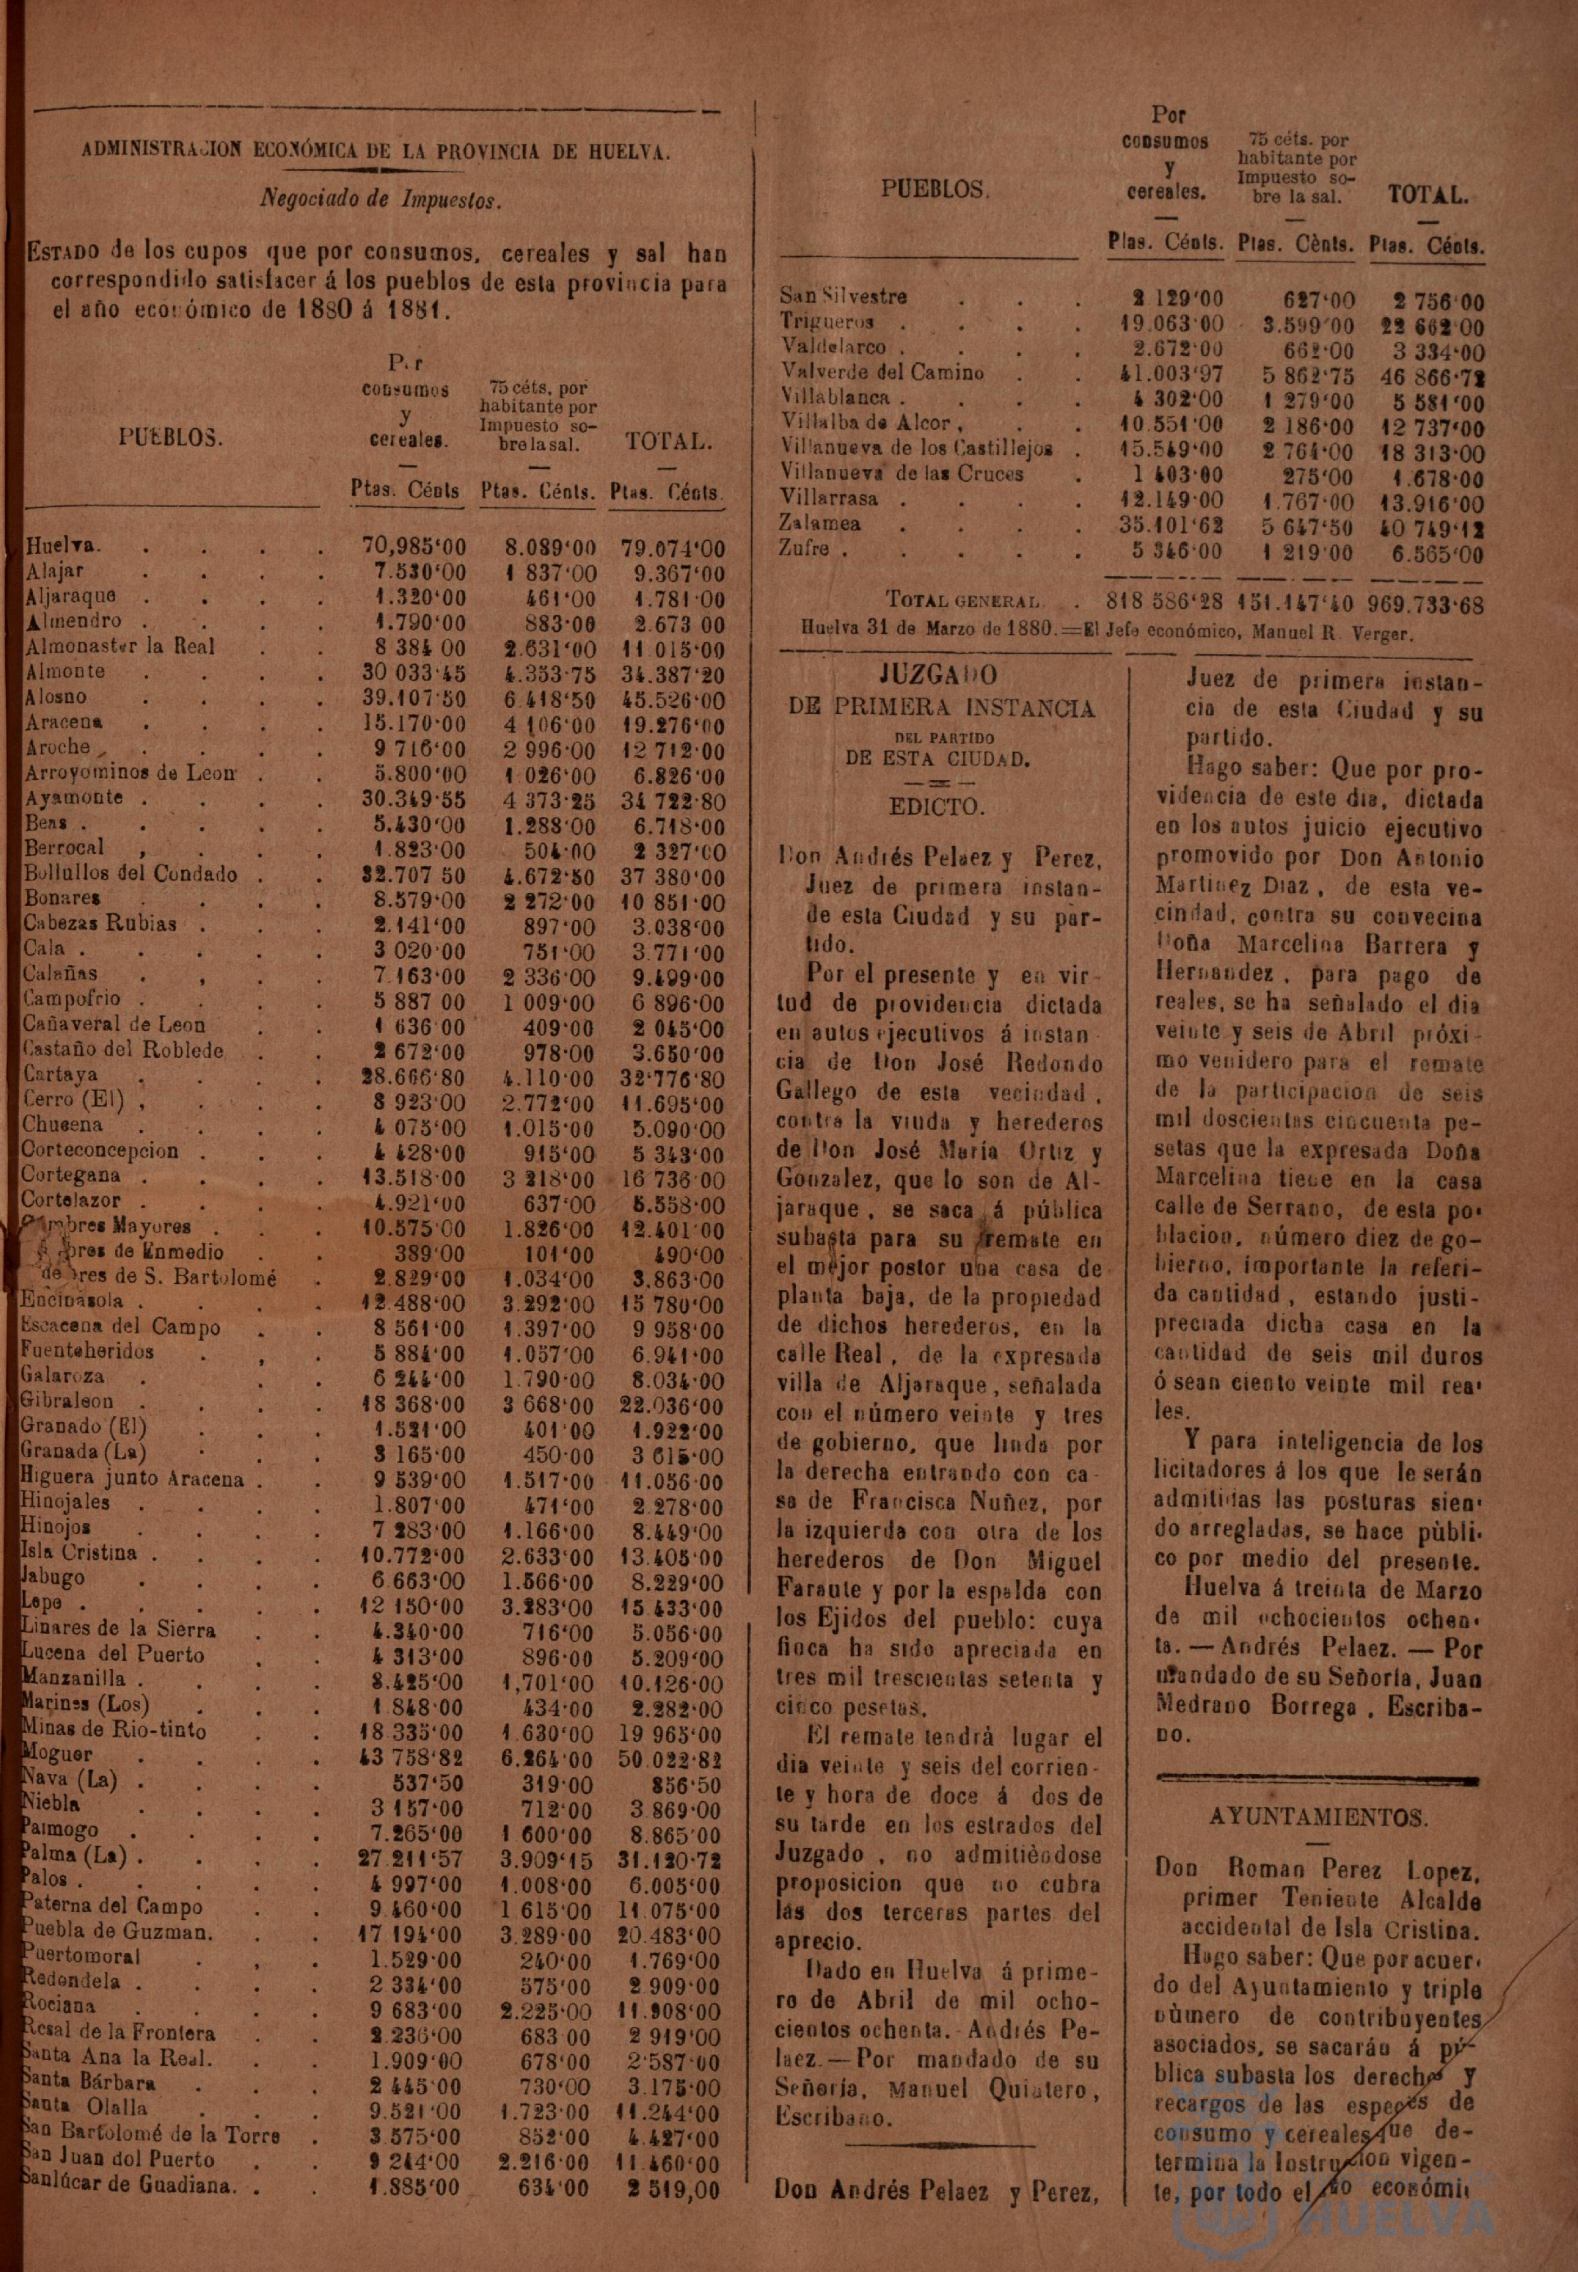 ADMINISTRACION ECONÓMICA DE LA PROVINCIA DE HUELVA.
Negociado de Impuestos.
ESTADO de los cupos que por consumos, cereales y sal han
correspondido satisfacer á los pueblos de esta provincia para
el año económico de 1880 á 1881.
PUEBLOS.
P.r
consumos
y
cereales.
75 céts. por
habitante por
Impuesto so-
bre la sal.
TOTAL.
Ptas. Cénts Ptas. Cénts. Ptas. Cénts.
Huelva. . . . . 70,985'00 8.089'00 79.074'00
Alajar . . . . 7.530'00 1 837'00 9.367'00
Aljaraque . . . . 1.320'00 461'00 1.781'00
Almendro . . . . 1.790'00 883'00 2.673 00
Almonaster la Real . . 8 384 00 2.631'00 11 015'00
Almonte . . . . 30 033'45 4.353'75 34.387'20
Alosno . . . . 39.107'50 6 418'50 45.526'00
Aracena . . . . 15.170'00 4 106'00 19.276'00
Aroche . . . . 9 716'00 2 996'00 12 712'00
Arroyominos de Leon . . 5.800'00 1 026'00 6.826'00
Ayamonte . . . . 30.349'55 4 373'25 34 722'80
Beas . . . . . 5.430'00 1.288'00 6.718'00
Berrocal , . . . 1.823'00 504'00 2 327'00
Bollullos del Condado . . 32.707 50 4.672'50 37 380'00
Bonares . . . . 8.579'00 2 272'00 10 851'00
Cabezas Rubias . . . 2.141'00 897'00 3.038'00
Cala . . . . . 3 020'00 751'00 3.771'00
Calañas . , . . 7.163'00 2 336'00 9.499'00
Campofrio . . . . 5 887 00 1 009'00 6 896'00
Cañaveral de Leon . . 1 636 00 409'00 2 045'00
Castaño del Roblede . . 2 672'00 978'00 3.650'00
Cartaya . . . . 28.666'80 4.110'00 32'776'80
Cerro (El) , . . . 8 923'00 2.772'00 11.695'00
Chucena . . . . 4 075'00 1.015'00 5.090'00
Corteconcepcion . . . 4 428'00 915'00 5 343'00
Cortegana . . . . 13.518'00 3 218'00 16 736'00
Cortelazor . . . . 4.921'00 637'00 5.558'00
Cumbres Mayores . . . 10.575'00 1.826'00 12.401'00
bres de Enmedio . . 389'00 101'00 490'00
de bres de S. Bartolomé . 2.829'00 1.034'00 3.863'00
Encinasola . . . . 12.488'00 3.292'00 15 780'00
Escacena del Campo . . 8 561'00 1.397'00 9 958'00
Fuenteheridos . , . 5 884'00 1.057'00 6.941'00
Galaroza . . . . 6 244'00 1.790'00 8.034'00
Gibraleon . . . . 18 368'00 3 668'00 22.036'00
Granado (El) . . . 1.521'00 401'00 1.922'00
Granada (La) . . . 3 165'00 450'00 3 615'00
Higuera junto Aracena . . 9 539'00 1.517'00 11.056'00
Hinojales . . . . 1.807'00 471'00 2.278'00
Hinojos . . . . 7 283'00 1.166'00 8.449'00
Isla Cristina . . . . 10.772'00 2.633'00 13.405'00
Jabugo . . . . 6.663'00 1.566'00 8.229'00
Lepe . . . . . 12 150'00 3.283'00 15.433'00
Linares de la Sierra . . 4.340'00 716'00 5.056'00
Lucena del Puerto . . 4 313'00 896'00 5.209'00
Manzanilla . . . . 8.425'00 1,701'00 10.126'00
Marines (Los) . . . 1.848'00 434'00 2.282'00
Minas de Rio-tinto . . 18.335'00 1.630'00 19 965'00
Moguer . . . . 43 758'82 6.264'00 50.022'82
Nava (La) . . . . 537'50 319'00 856'50
Niebla . . . . 3 157'00 712'00 3.869'00
Paimogo . . . . 7.265'00 1 600'00 8.865'00
Palma (La) . . . . 27.211'57 3.909'15 31.120'72
Palos . . . . . 4 997'00 1.008'00 6.005'00
Paterna del Campo . . 9.460'00 1 615'00 11.075'00
Puebla de Guzman. . . 17 194'00 3.289'00 20.483'00
Puertomoral . , . 1.529'00 240'00 1.769'00
Redondela . . . . 2 334'00 575'00 2.909'00
Rociana . . . . 9 683'00 2.225'00 11.908'00
Rosal de la Frontera . . 2.236'00 683 00 2 919'00
Santa Ana la Real. . . 1.909'00 678'00 2'587'00
Santa Bárbara . . . 2 445'00 730'00 3.175'00
Santa Olalla . . . 9.521'00 1.723'00 11.244'00
San Bartolomé de la Torre . 3.575'00 852'00 4.427'00
San Juan dol Puerto . . 9 244'00 2.216'00 11.460'00
Sanlúcar de Guadiana. . . 1.885'00 634'00 2 519,00
PUEBLOS.
Por
consumos
y
cereales.
75 céts. por
habitante por
Impuesto so-
bre la sal.
TOTAL.
Ptas. Cénts. Ptas. Cènts. Ptas. Cénts.
San Silvestre . . . 2 129'00 627'00 2 756'00
Trigueros . . . . 19.063'00 3.599'00 22 662'00
Valdelarco . . . . 2.672'00 662'00 3 334'00
Valverde del Camino . . 41.003'97 5 862'75 46 866'72
Villablanca . . . . 4 302'00 1 279'00 5 581'00
Villalba de Alcor , . . 10.551'00 2 186'00 12 737'00
Villanueva de los Castillejos . 15.549'00 2 764'00 18 313'00
Villanueva de las Cruces . 1 403'00 275'00 1.678'00
Villarrasa . . . . 12.149'00 1.767'00 13.916'00
Zalamea . . . . 35.101'62 5 647'50 40 749'12
Zufre . . . . . 5 346'00 1 219'00 6.565'00
TOTAL GENERAL . 818 586'28 151.147'40 969.733'68
Huelva 31 de Marzo de 1880.=El Jefe económico, Manuel R. Verger.
JUZGADO
DE PRIMERA INSTANCIA
DEL PARTIDO
DE ESTA CIUDAD.
EDICTO.
Don Andrés Pelaez y Perez,
Juez de primera instan-
de esta Ciudad y su par-
tido.
Por el presente y en vir-
tud de providencia dictada
en autos ejecutivos á instan-
cia de Don José Redondo
Gallego de esta vecindad,
contra la viuda y herederos
de Don José María Ortiz y
Gonzalez, que lo son de Al-
jaraque, se saca á pública
subasta para su remate en
el mejor postor una casa de
planta baja, de la propiedad
de dichos herederos, en la
calle Real, de la expresada
villa de Aljaraque, señalada
con el número veinte y tres
de gobierno, que linda por
la derecha entrando con ca-
sa de Francisca Nuñez, por
la izquierda con otra de los
herederos de Don Miguel
Faraute y por la espalda con
los Ejidos del pueblo: cuya
finca ha sido apreciada en
tres mil trescientas setenta y
cinco pesetas.
El remate tendrá lugar el
dia veinte y seis del corrien-
te y hora de doce á dos de
su tarde en los estrados del
Juzgado, no admitièndose
proposicion que no cubra
las dos terceras partes del
aprecio.
Dado en Huelva á prime-
ro de Abril de mil ocho-
cientos ochenta.-Andrés Pe-
laez.—Por mandado de su
Señoría, Manuel Quintero,
Escribano.
Don Andrés Pelaez y Perez,
Juez de primera instan-
cia de esta Ciudad y su
partido.
Hago saber: Que por pro-
videncia de este dia, dictada
en los autos juicio ejecutivo
promovido por Don Antonio
Martinez Diaz, de esta ve-
cindad, contra su convecina
Doña Marcelina Barrera y
Hernandez, para pago de
reales, se ha señalado el dia
veinte y seis de Abril próxi-
mo venidero para el remate
de la participacion de seis
mil doscientas cincuenta pe-
setas que la expresada Doña
Marcelina tiene en la casa
calle de Serrano, de esta po-
blacion, número diez de go-
bierno, importante la referi-
da cantidad, estando justi-
preciada dicha casa en la
cantidad de seis mil duros
ó sean ciento veinte mil rea-
les.
Y para inteligencia de los
licitadores á los que le serán
admitidas las posturas sien-
do arregladas, se hace pùbli-
co por medio del presente.
Huelva á treinta de Marzo
de mil ochocientos ochen-
ta. — Andrés Pelaez. — Por
mandado de su Señoría, Juan
Medrano Borrega, Escriba-
no.
AYUNTAMIENTOS.
Don Roman Perez Lopez,
primer Teniente Alcalde
accidental de Isla Cristina.
Hago saber: Que por acuer-
do del Ayuntamiento y triple
nùmero de contribuyentes
asociados, se sacarán á pú-
blica subasta los derechos y
recargos de las especies de
consumo y cereales que de-
termina la Instrucion vigen-
te, por todo el año económi
HUELVA